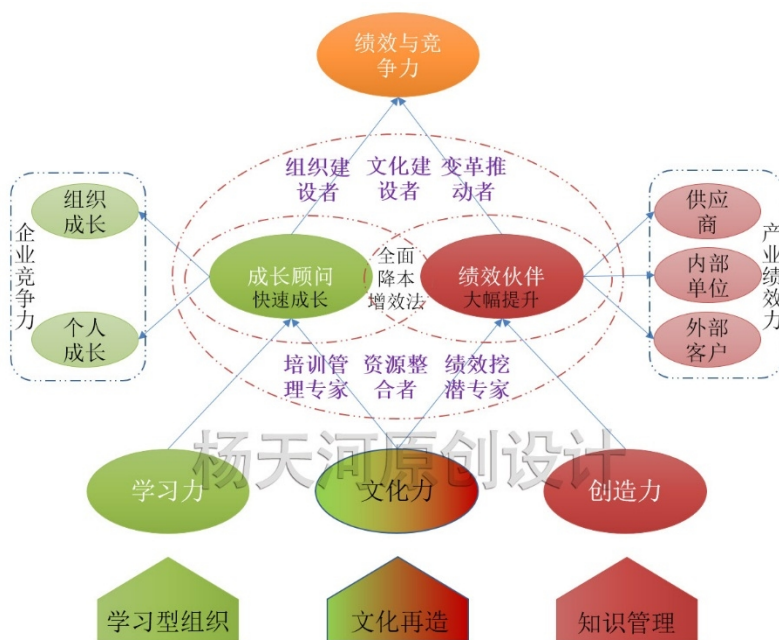 绩效与竞
争力
组织建
设者
文化建
设者
变革推
动者
组织
成长
个人
成长
企业竞争力
成长顾问
快速成长
全面
降本
增效法
绩效伙伴
大幅提升
供应
商
内部
单位
外部
客户
产业绩效力
培训管
理专家
资源整
合者
绩效挖
潜专家
杨天河原创设计
学习力
文化力
创造力
学习型组织
文化再造
知识管理